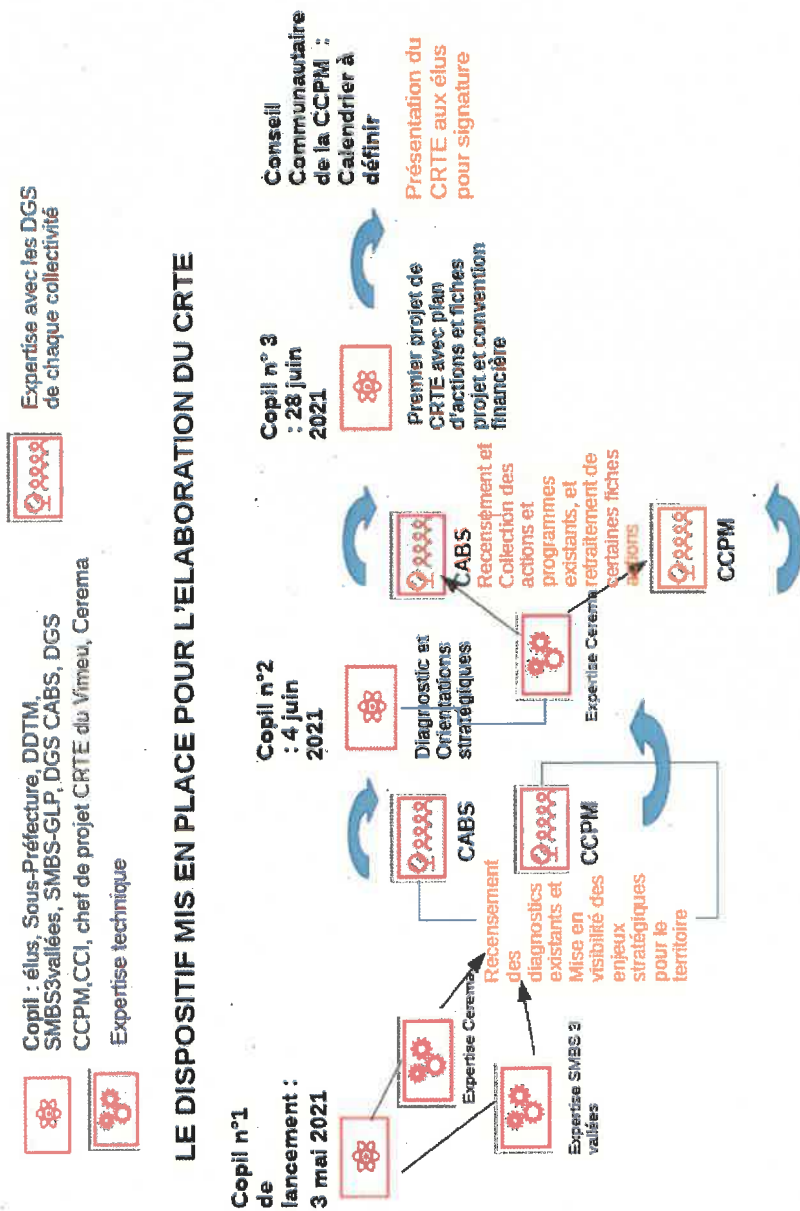 Copil : élus, Sous-Préfecture, DDTM,
SMBS3vallées, SMBS-GLP, DGS CABS, DGS
CCPM,CCI, chef de projet CRTE du Vimeu, Cerema
Expertise technique
Expertise avec les DGS
de chaque collectivité
LE DISPOSITIF MIS EN PLACE POUR L'ELABORATION DU CRTE
Copil n°1
de
lancement :
3 mai 2021
Expertise Cerema
Expertise SMBS 3
vallées
Recensement
des
diagnostics
existants et
Mise en
visibilité des
enjeux
stratégiques
pour le
territoire
CABS
CCPM
Copil n°2
: 4 juin
2021
Diagnostic et
Orientations
stratégiques
Expertise Cerema
CABS
Recensement et
Collection des
actions et
programmes
existants, et
retraitement de
certaines fiches
actions
CCPM
Copil n° 3
: 28 juin
2021
Premier projet de
CRTE avec plan
d'actions et fiches
projet et convention
financière
Conseil
Communautaire
de la CCPM :
Calendrier à
définir
Présentation du
CRTE aux élus
pour signature